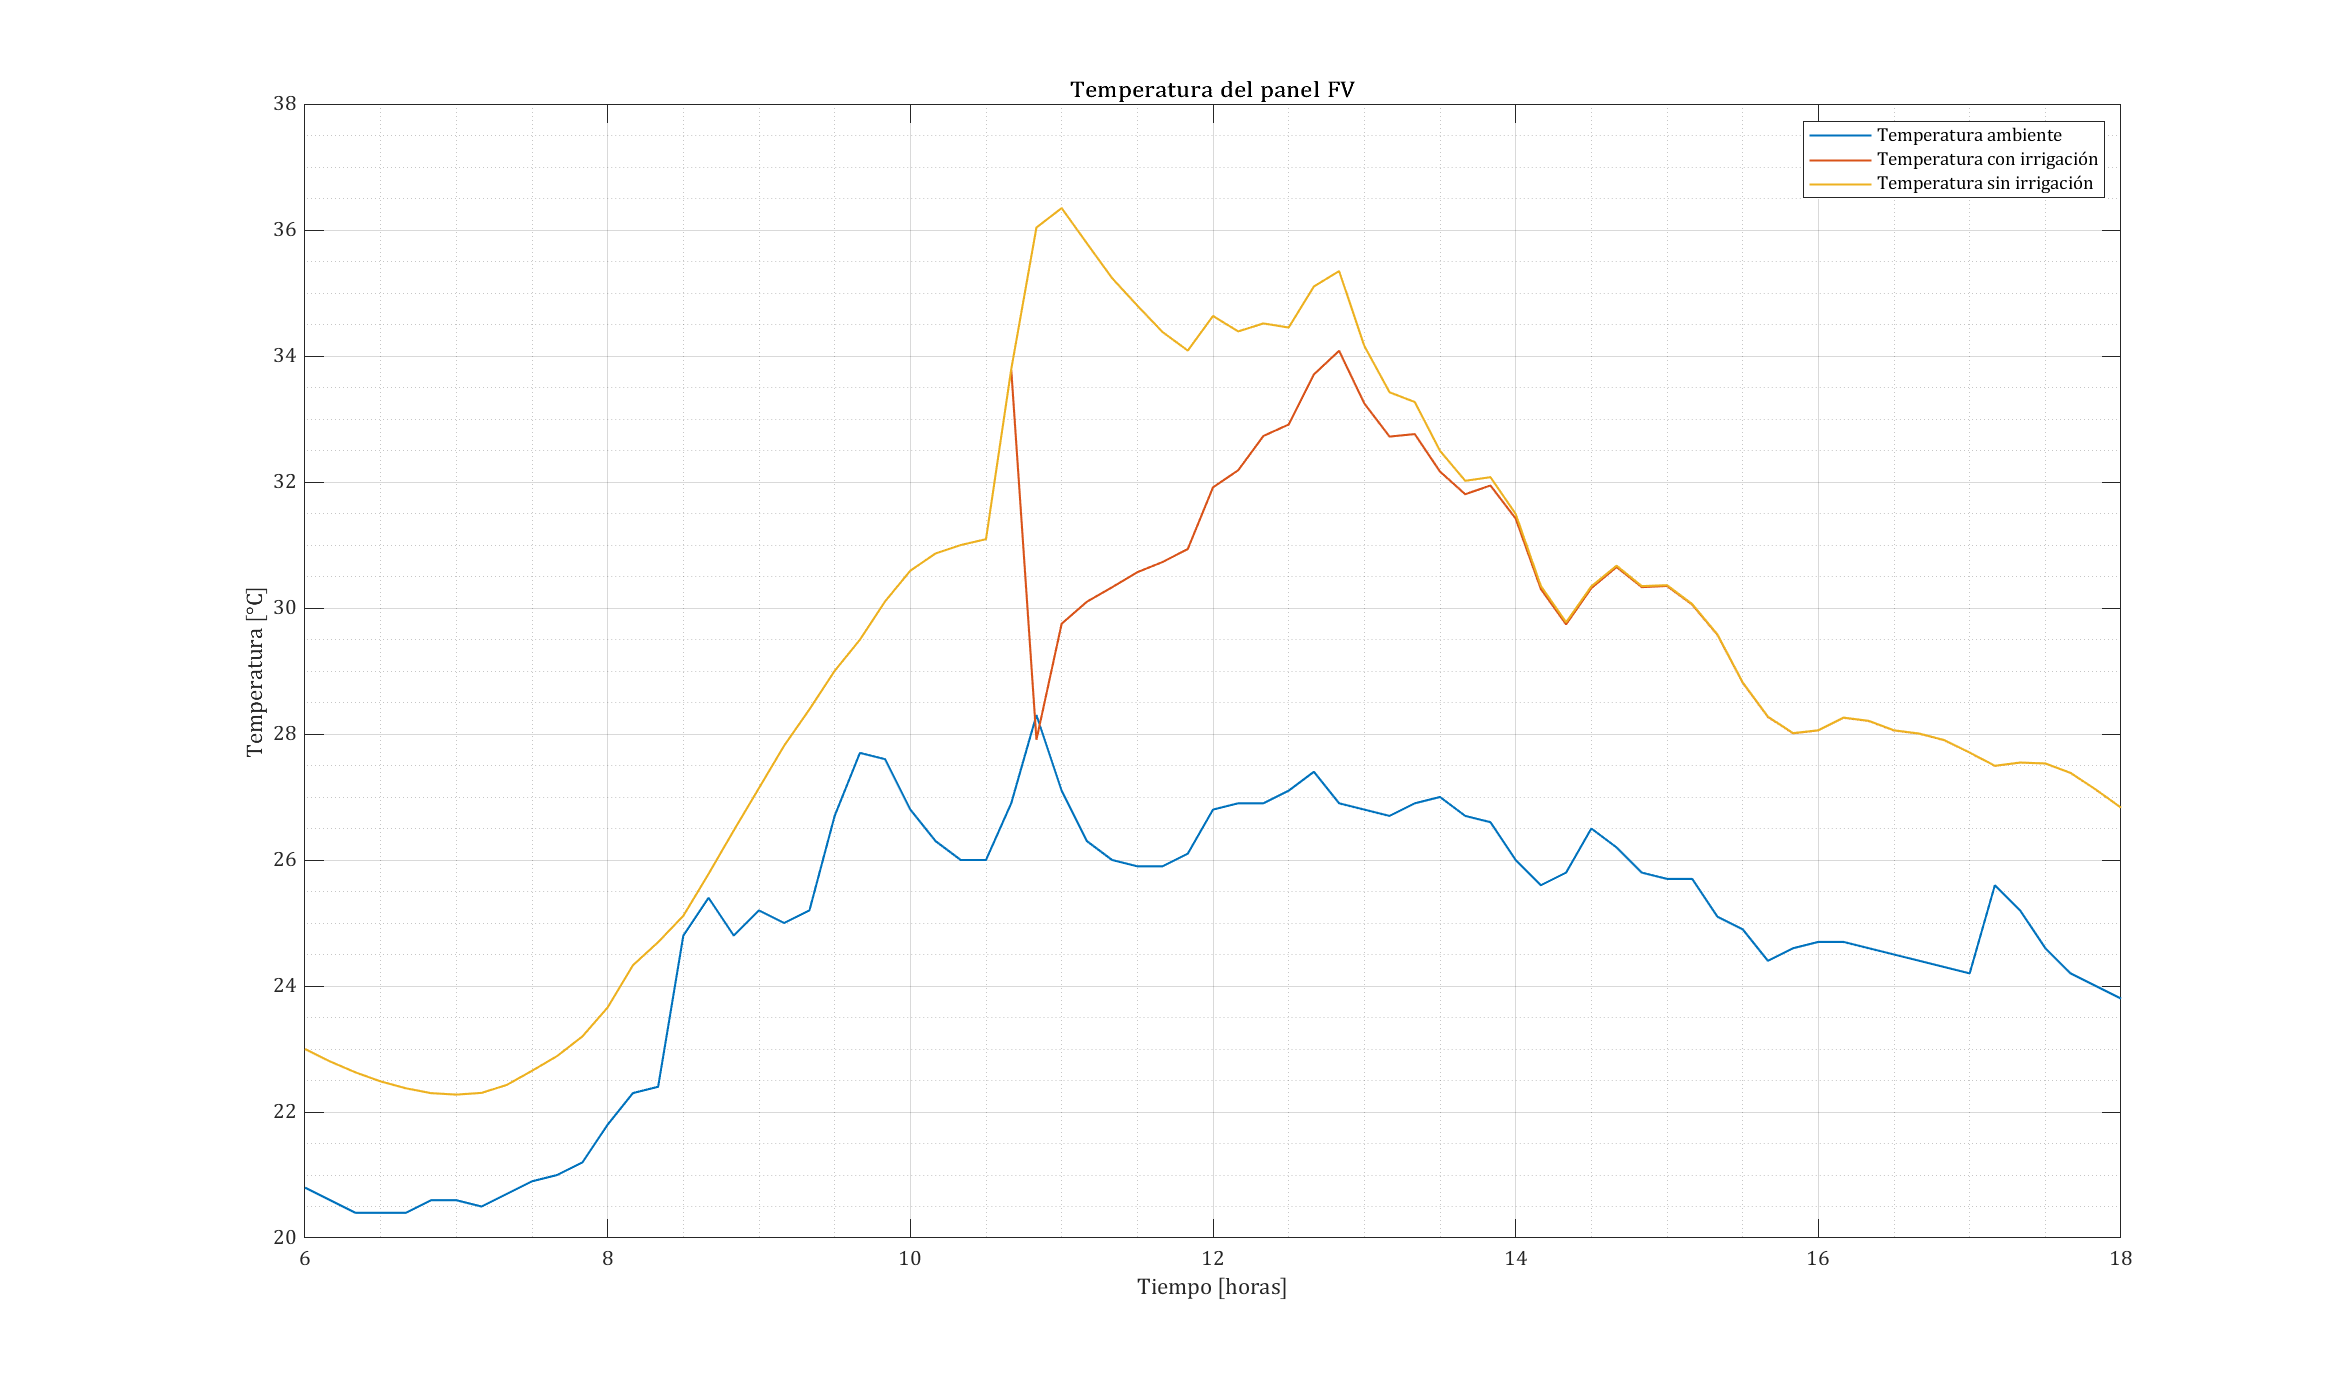 Temperatura del panel FV
38
36
34
32
30
28
26
24
22
20
Temperatura [°C]
Temperatura ambiente
Temperatura con irrigación
Temperatura sin irrigación
6 8 10 12 14 16 18
Tiempo [horas]